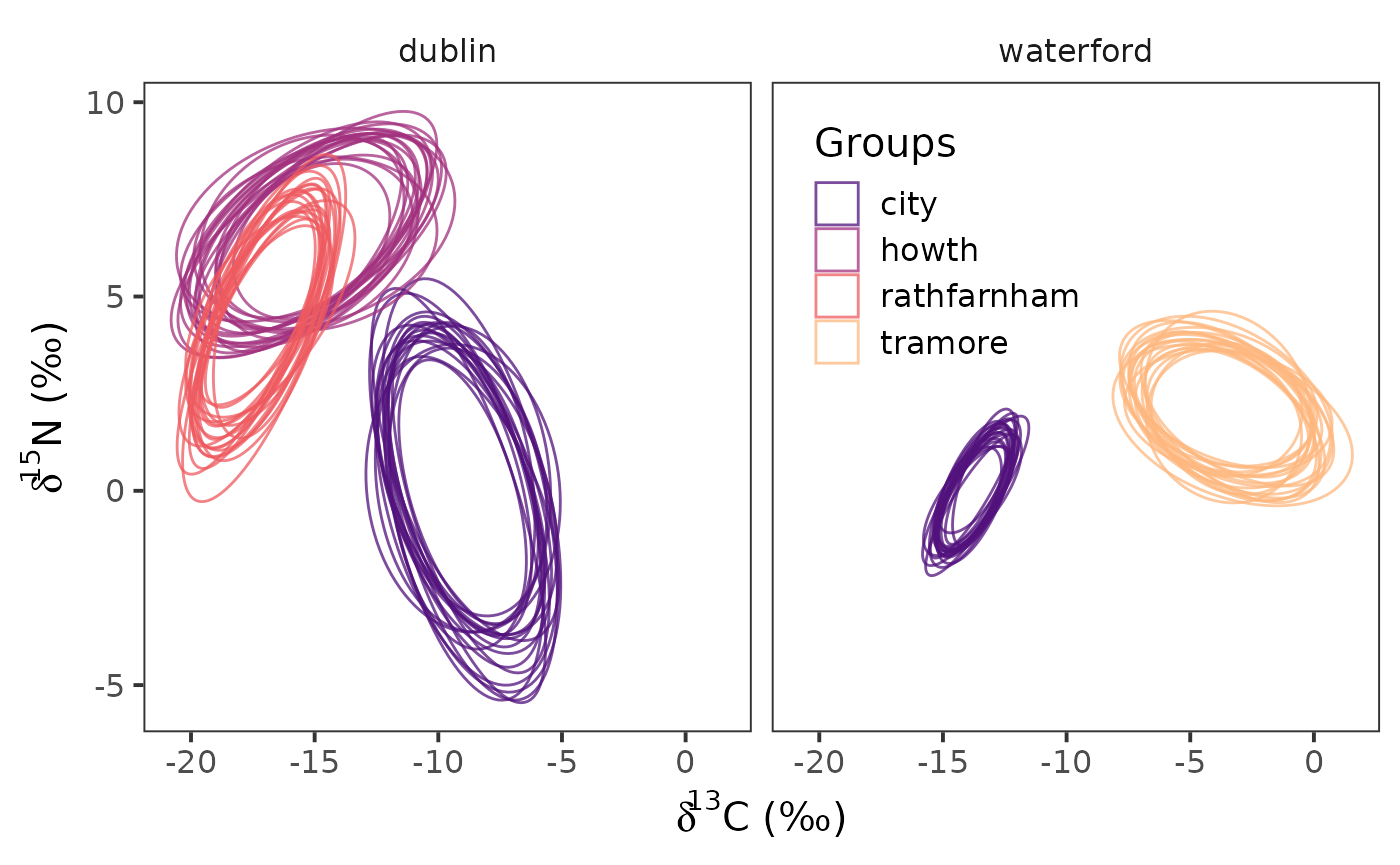 dublin
waterford
10
5
0
-5
δ¹⁵N (‰)
Groups
city
howth
rathfarnham
tramore
-20 -15 -10 -5 0
-20 -15 -10 -5 0
δ¹³C (‰)